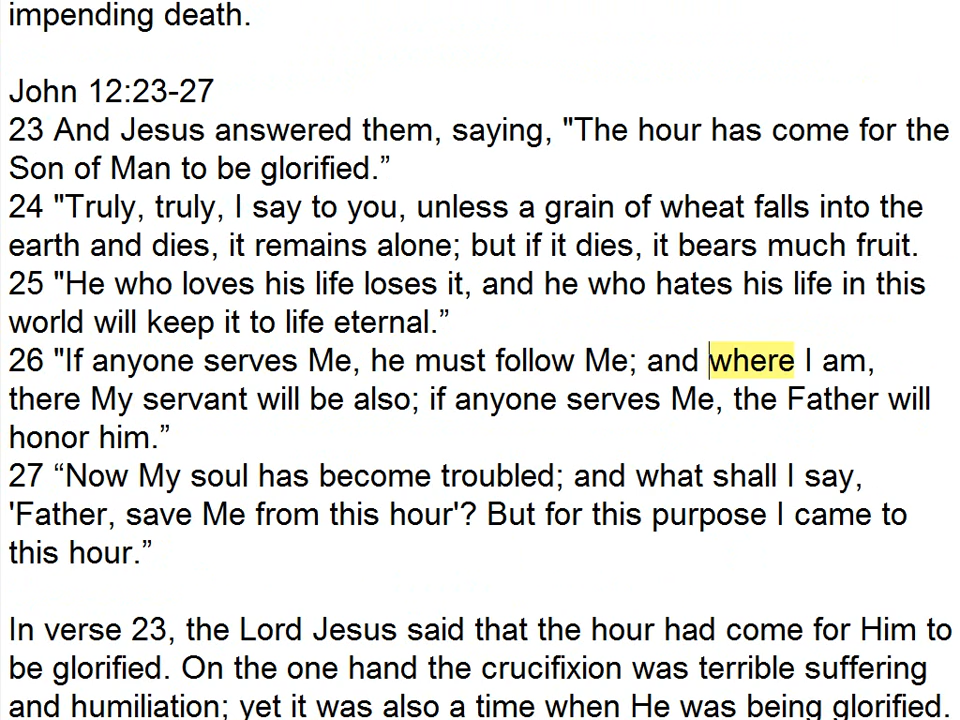 impending death.
John 12:23-27
23 And Jesus answered them, saying, "The hour has come for the
Son of Man to be glorified.”
24 "Truly, truly, I say to you, unless a grain of wheat falls into the
earth and dies, it remains alone; but if it dies, it bears much fruit.
25 "He who loves his life loses it, and he who hates his life in this
world will keep it to life eternal.”
26 "If anyone serves Me, he must follow Me; and where I am,
there My servant will be also; if anyone serves Me, the Father will
honor him.”
27 “Now My soul has become troubled; and what shall I say,
'Father, save Me from this hour'? But for this purpose I came to
this hour.”
In verse 23, the Lord Jesus said that the hour had come for Him to
be glorified. On the one hand the crucifixion was terrible suffering
and humiliation; yet it was also a time when He was being glorified.